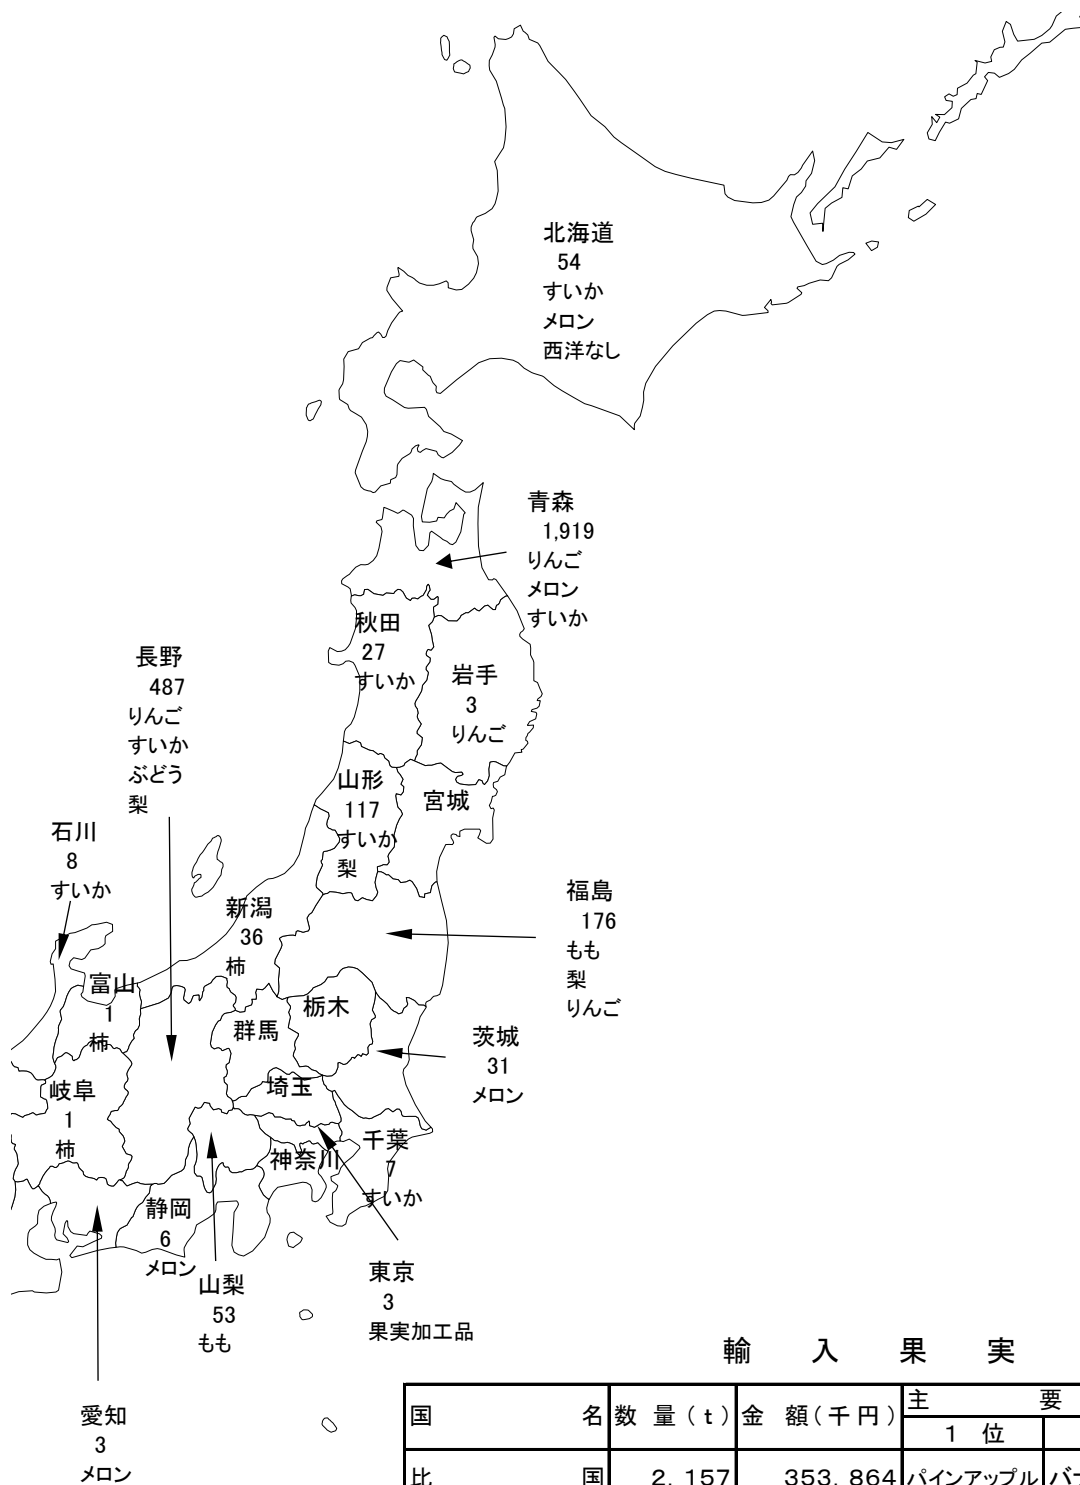 北海道
54
すいか
メロン
西洋なし
青森
1,919
りんご
メロン
すいか
秋田
27
すいか
岩手
3
りんご
長野
487
りんご
すいか
ぶどう
梨
山形
117
すいか
梨
宮城
石川
8
すいか
福島
176
もも
梨
りんご
新潟
36
柿
富山
1
柿
群馬
栃木
茨城
31
メロン
岐阜
1
柿
埼玉
千葉
7
すいか
神奈川
静岡
6
メロン
山梨
53
もも
東京
3
果実加工品
愛知
3
メロン
輸入果実
国名 数量(t) 金額(千円) 主要
1位
比国 2,157 353,864 パインアップル